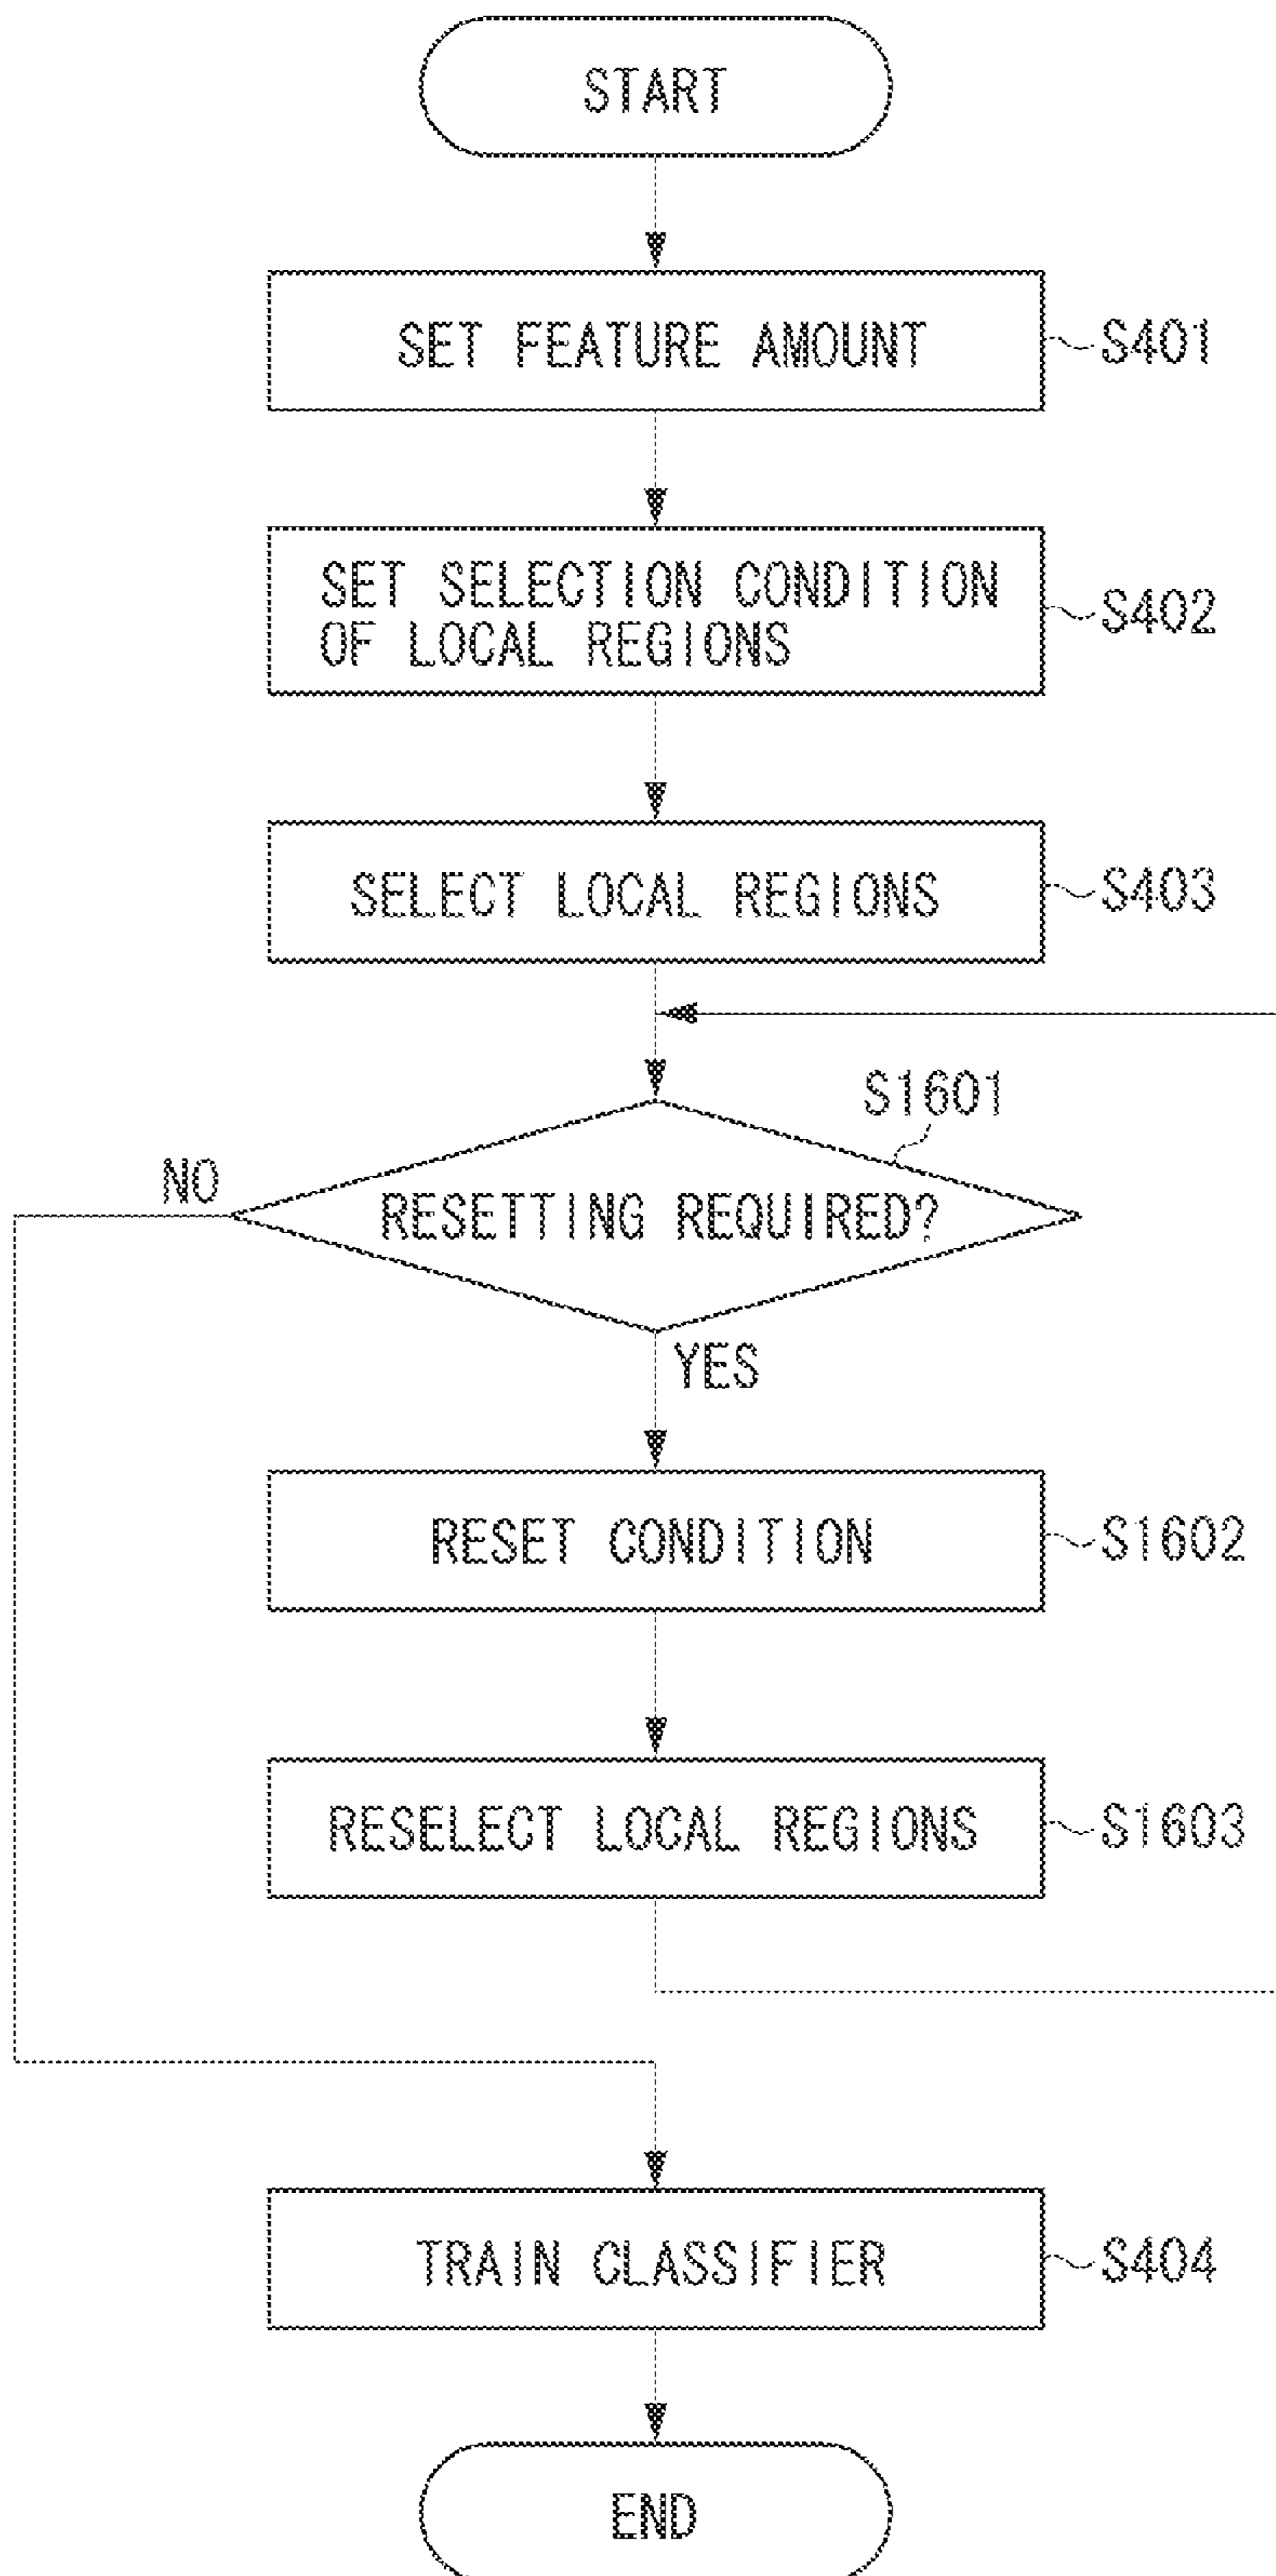 START
SET FEATURE AMOUNT
S401
SET SELECTION CONDITION
OF LOCAL REGIONS
S402
SELECT LOCAL REGIONS
S403
S1601
NO
RESETTING REQUIRED?
YES
RESET CONDITION
S1602
RESELECT LOCAL REGIONS
S1603
TRAIN CLASSIFIER
S404
END